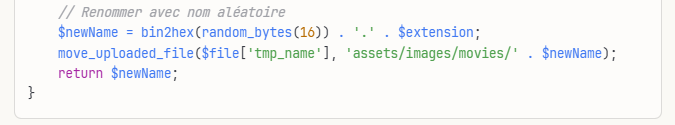 // Renommer avec nom aléatoire
$newName = bin2hex(random_bytes(16)) . '.' . $extension;
move_uploaded_file($file['tmp_name'], 'assets/images/movies/' . $newName);
return $newName;
}